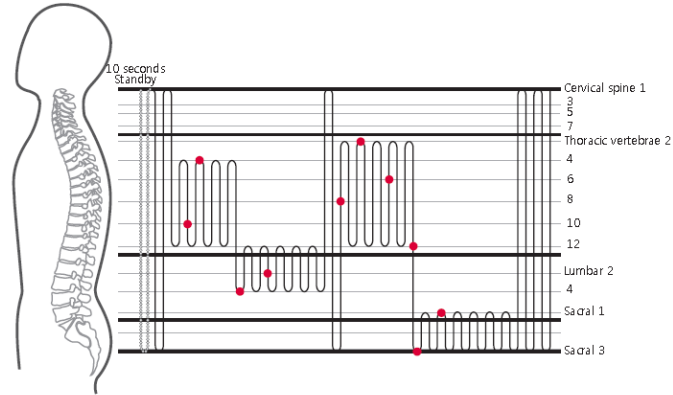 10 seconds
Standby
Cervical spine 1
3
5
7
Thoracic vertebrae 2
4
6
8
10
12
Lumbar 2
4
Sacral 1
Sacral 3